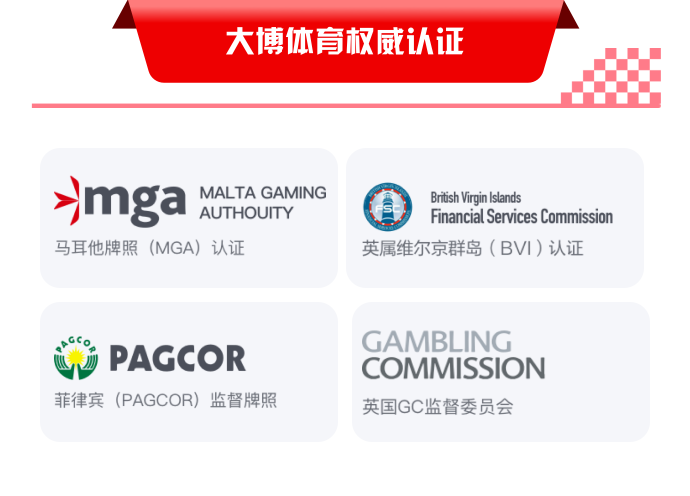 大博体育权威认证
mga MALTA GAMING
AUTHOUITY
马耳他牌照（MGA）认证
FSC
British Virgin Islands
Financial Services Commission
英属维尔京群岛（BVI）认证
PAGCOR
PAGCOR
菲律宾（PAGCOR）监督牌照
GAMBLING
COMMISSION
英国GC监督委员会